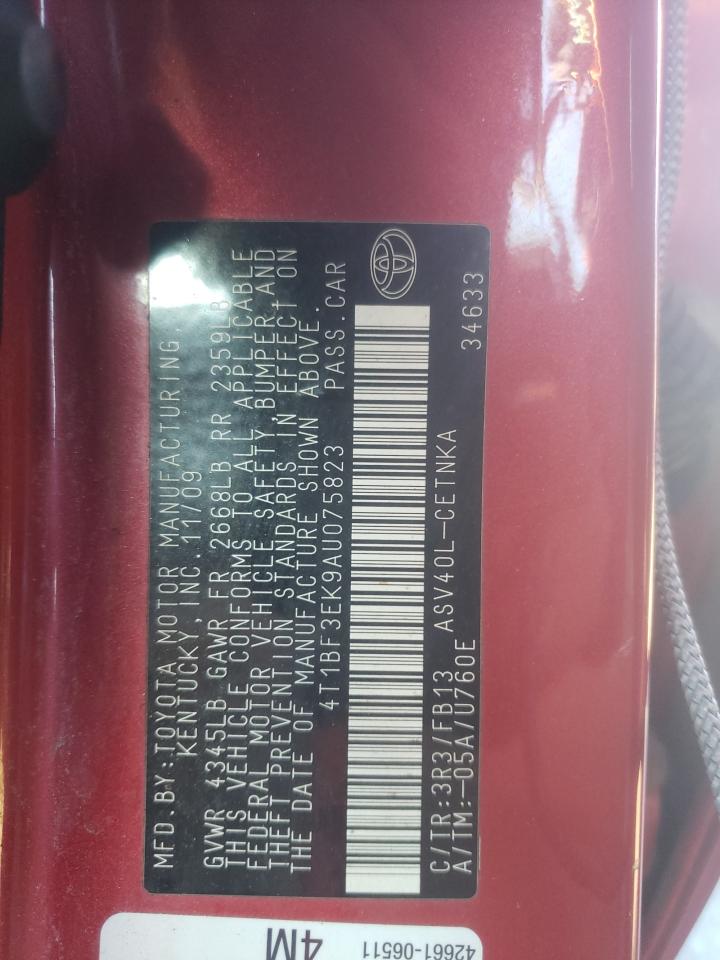 MFD. BY: TOYOTA MOTOR MANUFACTURING,
KENTUCKY, INC. 11/09
GVWR 4345LB GAWR FR 2668LB RR 2359LB
THIS VEHICLE CONFORMS TO ALL APPLICABLE
FEDERAL MOTOR VEHICLE SAFETY, BUMPER, AND
THEFT PREVENTION STANDARDS IN EFFECT ON
THE DATE OF MANUFACTURE SHOWN ABOVE.
4T1BF3EK9AU075823 PASS. CAR
C/TR: 3R3/FB13 ASV40L-CETNKA
A/TM: -05A/U760E 34633
4M
42661-06511